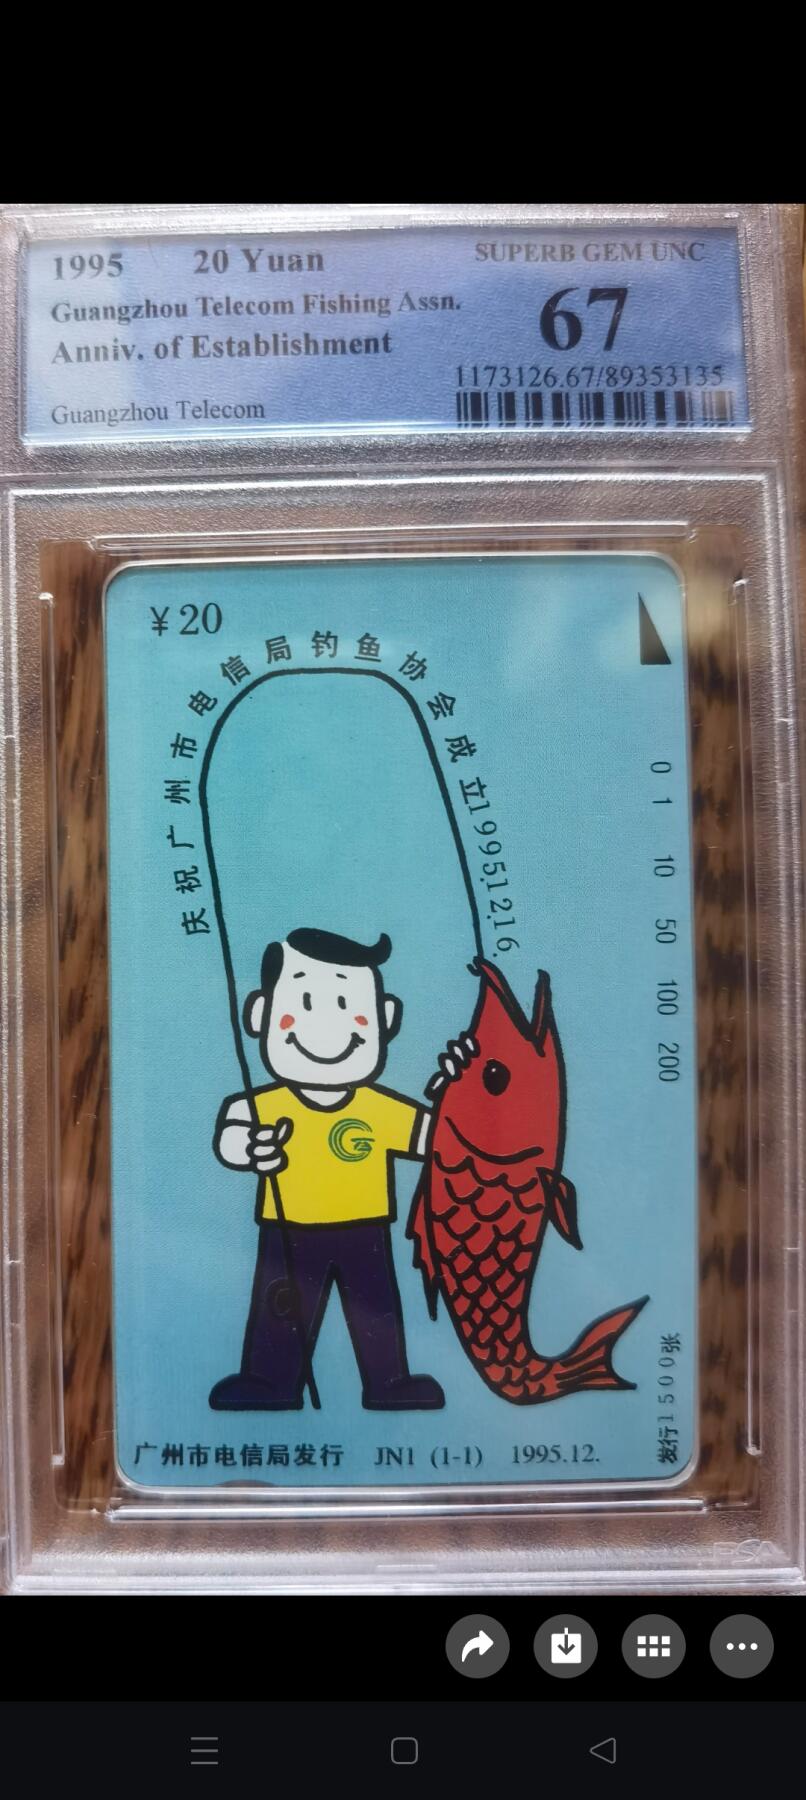 1995 20 Yuan
SUPERB GEM UNC
Guangzhou Telecom Fishing Assn.
67
Anniv. of Establishment
1173126.67/89353135
Guangzhou Telecom
¥20
庆祝广州市电信局钓鱼协会成立1995.12.16.
0 1 10 50 100 200
发行1500张
广州市电信局发行 JN1 (1-1) 1995.12.